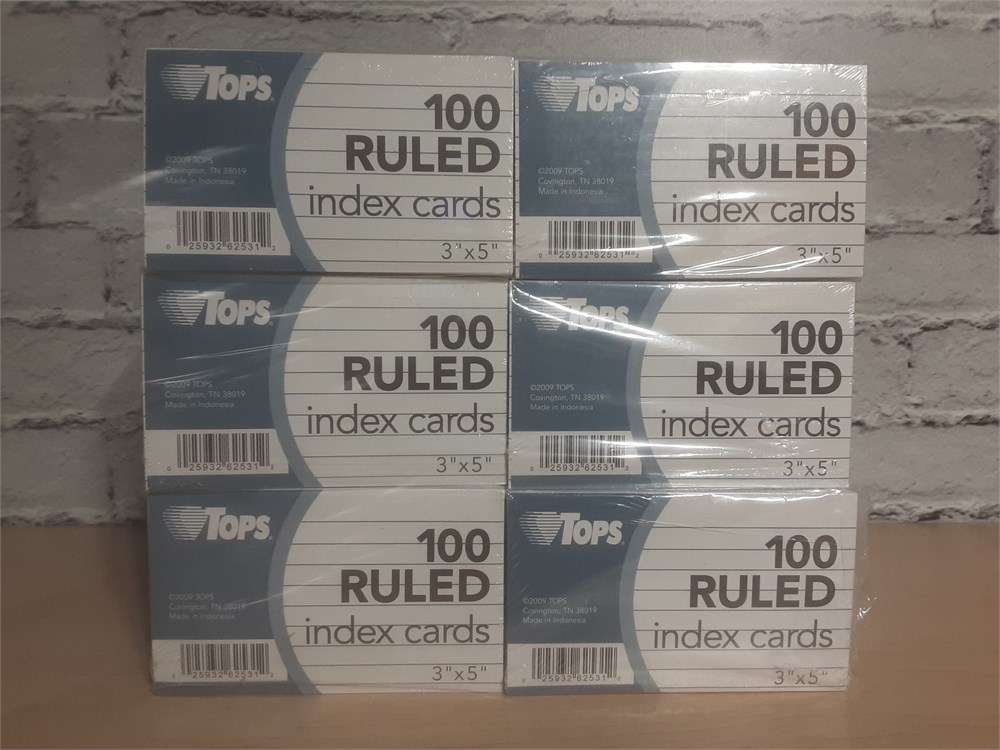 TOPS
100
RULED
index cards
3"x5"
©2009 TOPS
Covington, TN 38019
Made in Indonesia
0 25932 62531 2
TOPS
100
RULED
index cards
3"x5"
©2009 TOPS
Covington, TN 38019
Made in Indonesia
0 25932 62531 2
TOPS
100
RULED
index cards
3"x5"
©2009 TOPS
Covington, TN 38019
Made in Indonesia
0 25932 62531 2
TOPS
100
RULED
index cards
3"x5"
©2009 TOPS
Covington, TN 38019
Made in Indonesia
0 25932 62531 2
TOPS
100
RULED
index cards
3"x5"
©2009 TOPS
Covington, TN 38019
Made in Indonesia
0 25932 62531 2
TOPS
100
RULED
index cards
3"x5"
©2009 TOPS
Covington, TN 38019
Made in Indonesia
0 25932 62531 2